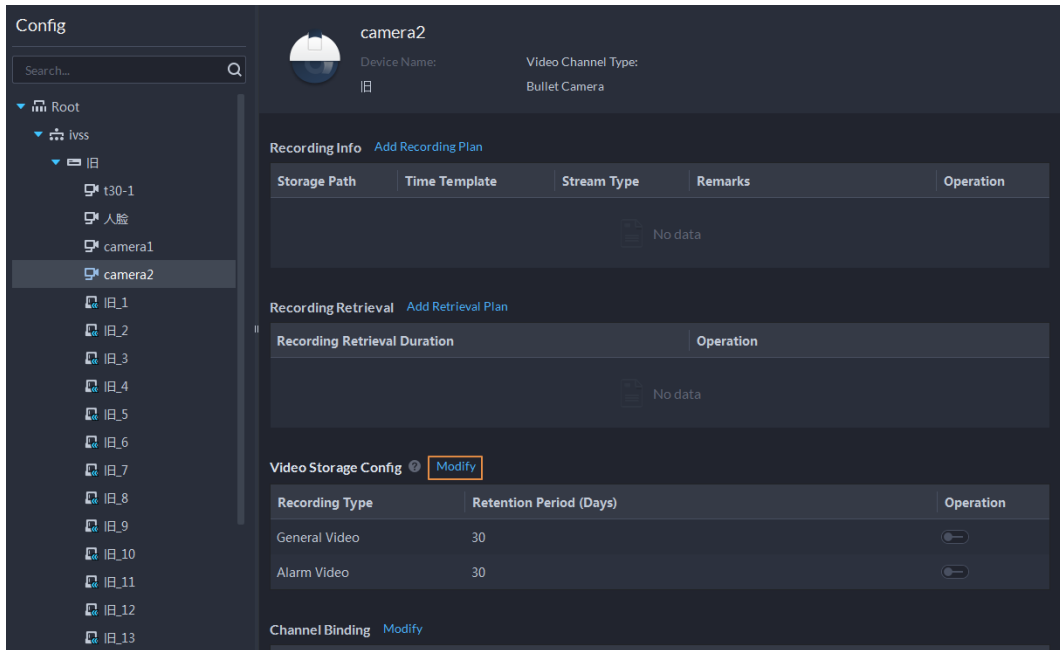 Config
Search...
Root
ivss
旧
t30-1
人脸
camera1
camera2
旧_1
旧_2
旧_3
旧_4
旧_5
旧_6
旧_7
旧_8
旧_9
旧_10
旧_11
旧_12
旧_13
camera2
Device Name: Video Channel Type:
旧 Bullet Camera
Recording Info Add Recording Plan
Storage Path Time Template Stream Type Remarks Operation
No data
Recording Retrieval Add Retrieval Plan
Recording Retrieval Duration Operation
No data
Video Storage Config ? Modify
Recording Type Retention Period (Days) Operation
General Video 30
Alarm Video 30
Channel Binding Modify